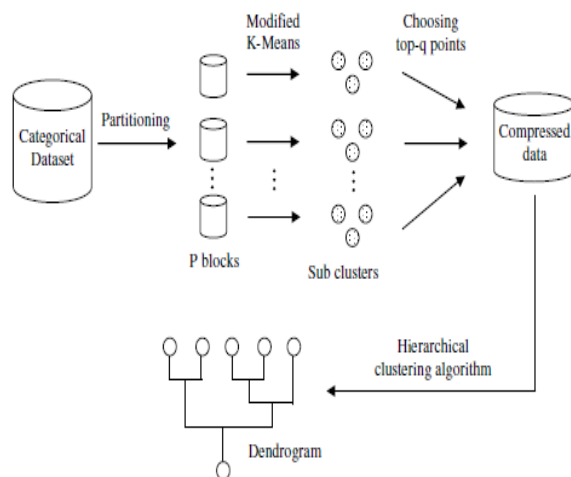 Modified
K-Means
Choosing
top-q points
Partitioning
Categorical
Dataset
Compressed
data
P blocks
Sub clusters
Hierarchical
clustering algorithm
Dendrogram